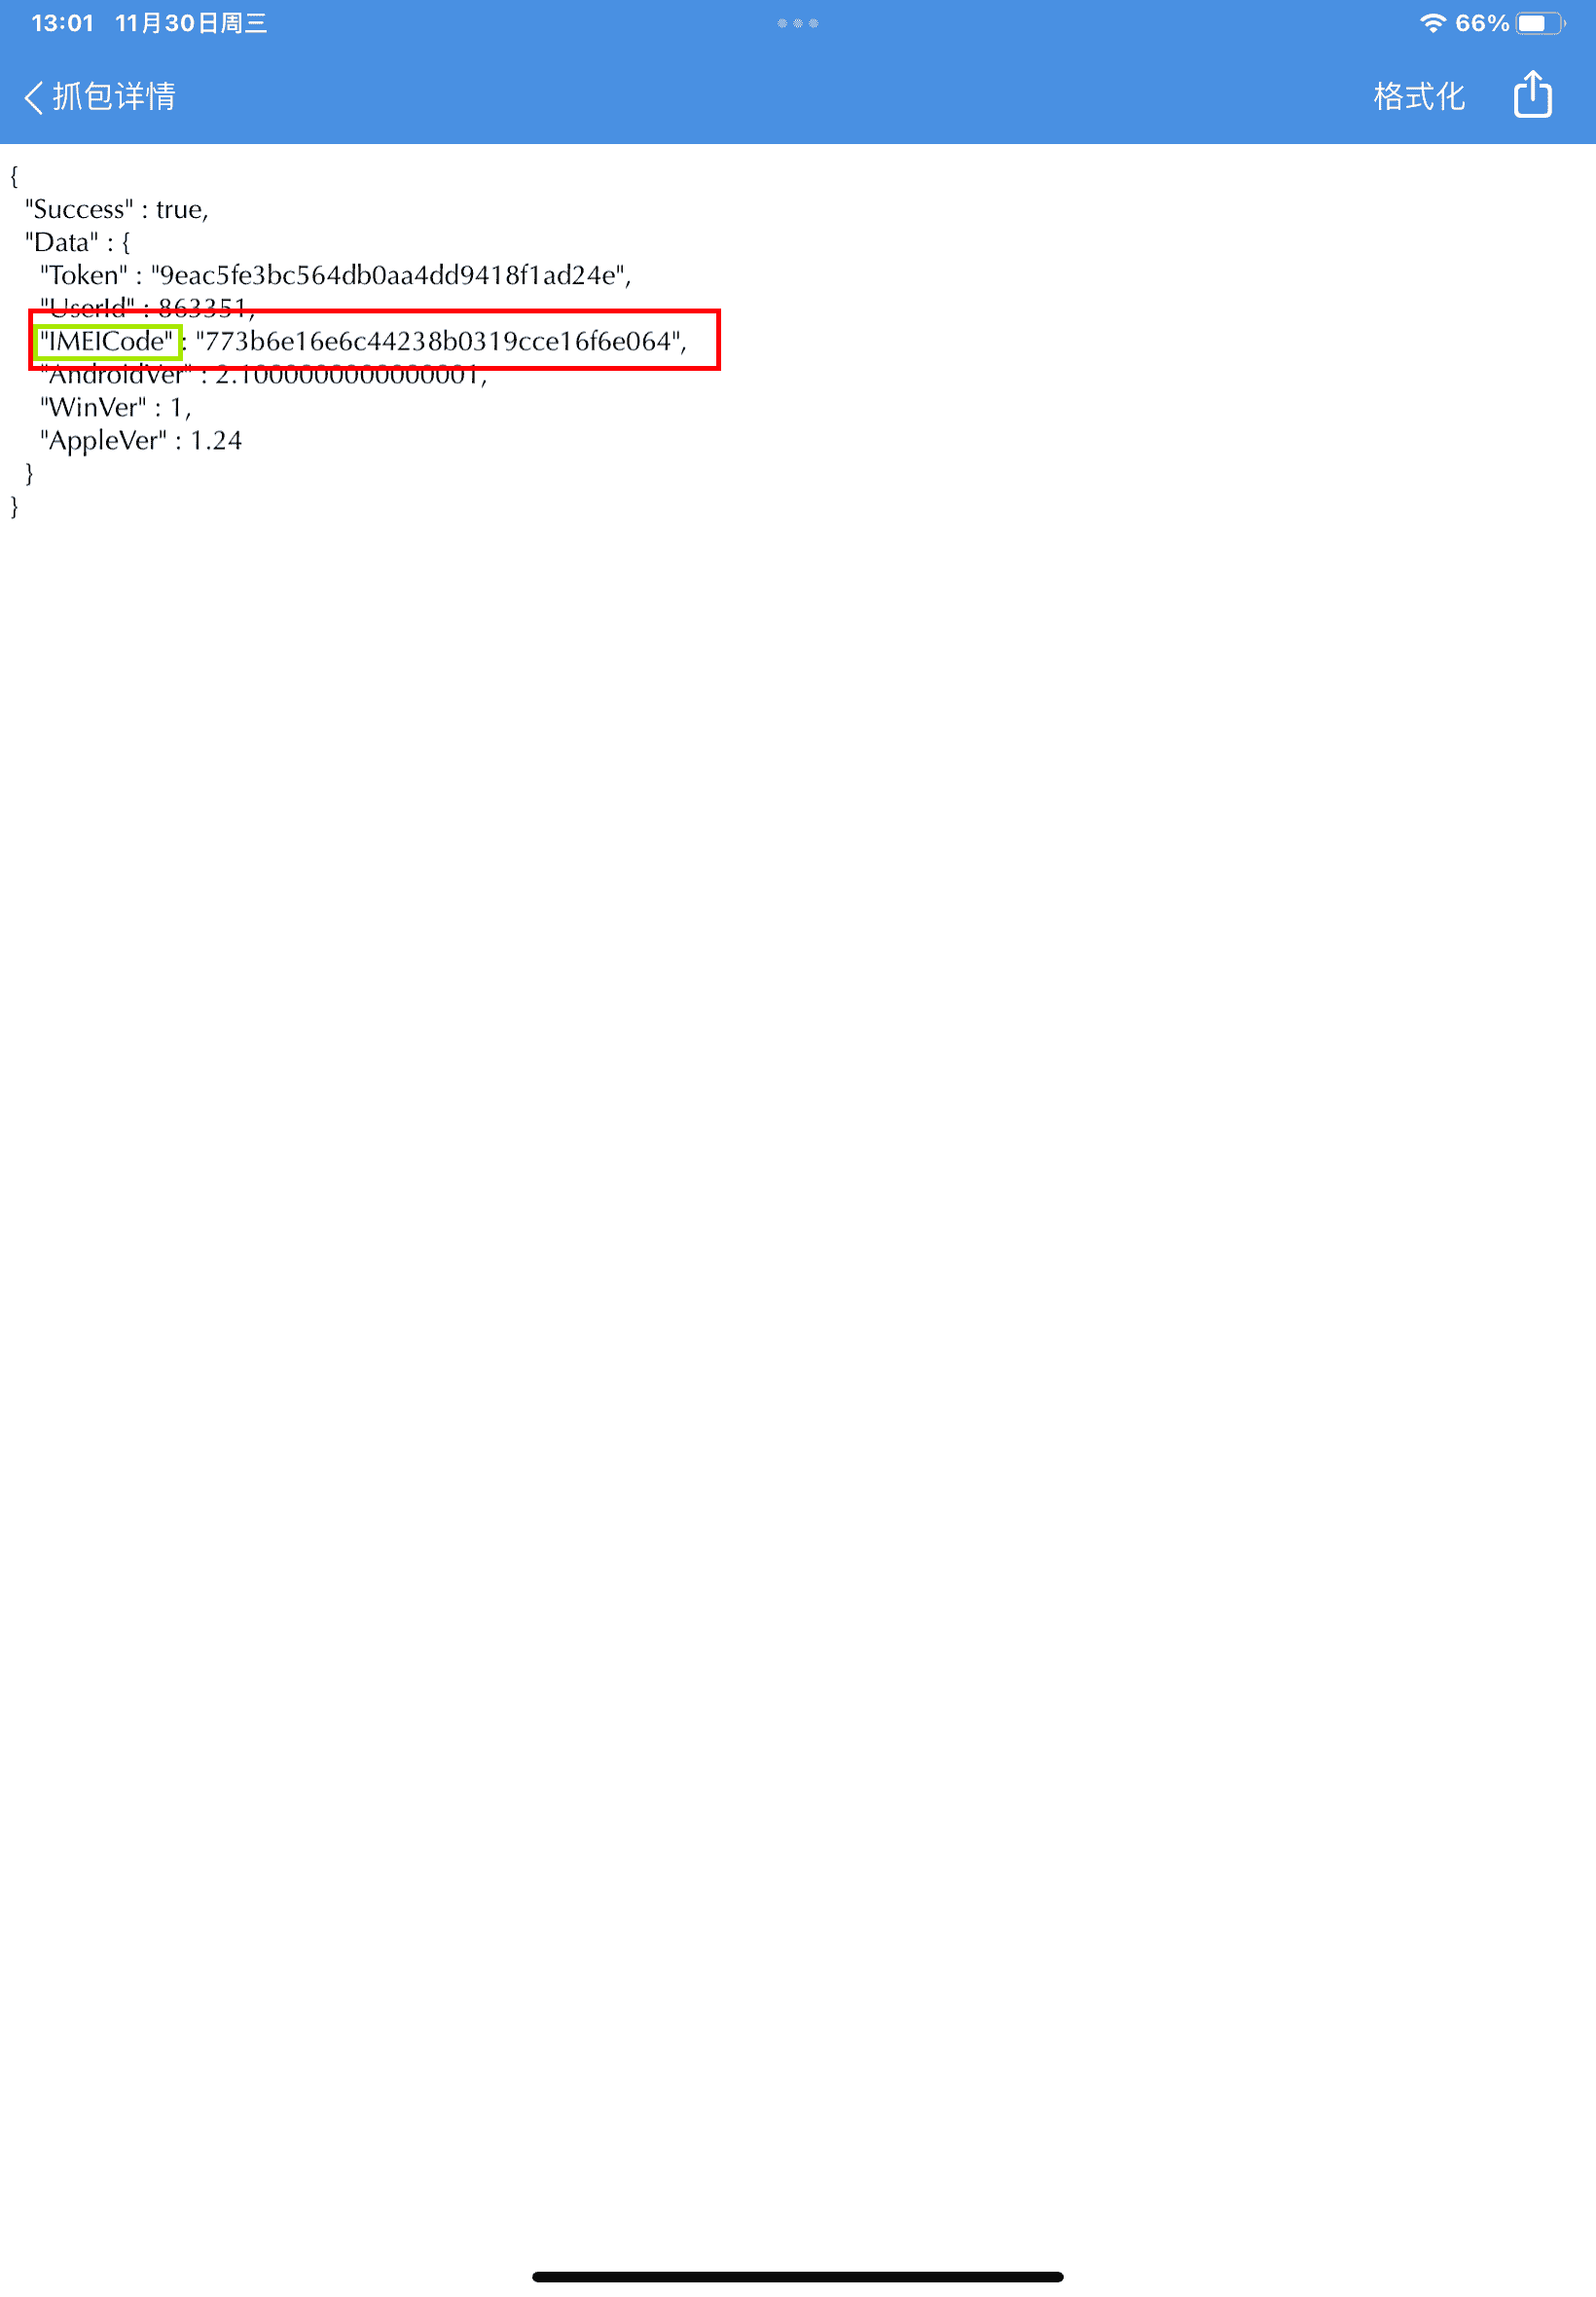 13:01 11月30日周三
66%
抓包详情
格式化
{
"Success" : true,
"Data" : {
"Token" : "9eac5fe3bc564db0aa4dd9418f1ad24e",
"UserId" : 863351,
"IMEICode" : "773b6e16e6c44238b0319cce16f6e064",
"AndroidVer" : 2.1000000000000001,
"WinVer" : 1,
"AppleVer" : 1.24
}
}